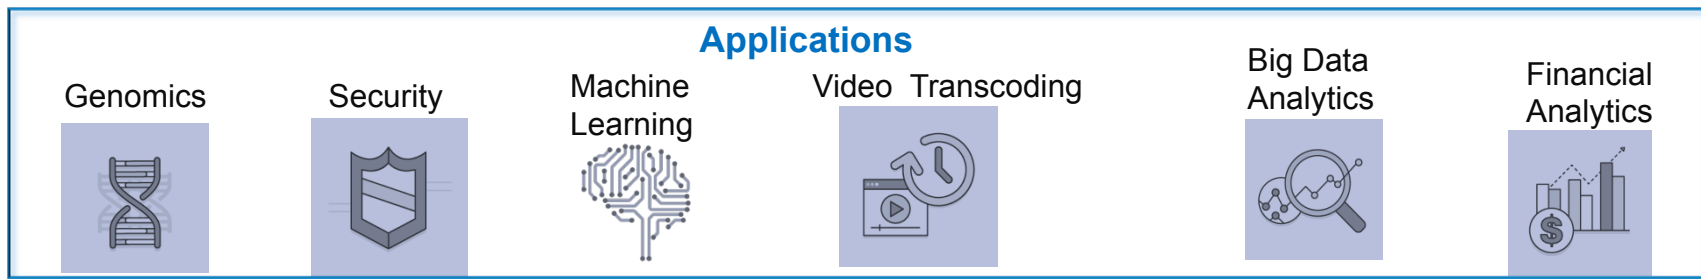 Applications
Genomics
Security
Machine
Learning
Video Transcoding
Big Data
Analytics
Financial
Analytics
$